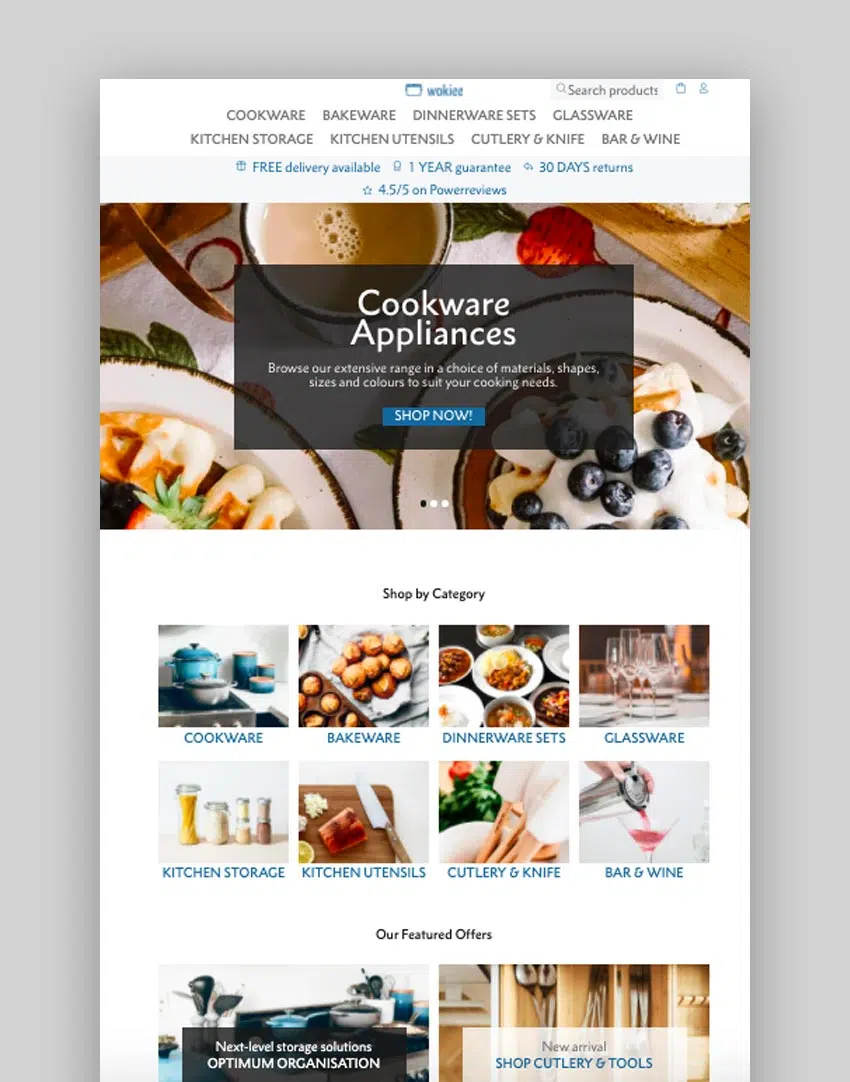 wokiee
Search products
COOKWARE BAKEWARE DINNERWARE SETS GLASSWARE
KITCHEN STORAGE KITCHEN UTENSILS CUTLERY & KNIFE BAR & WINE
FREE delivery available 1 YEAR guarantee 30 DAYS returns
4.5/5 on Powerreviews
Cookware
Appliances
Browse our extensive range in a choice of materials, shapes,
sizes and colours to suit your cooking needs.
SHOP NOW!
Shop by Category
COOKWARE BAKEWARE DINNERWARE SETS GLASSWARE
KITCHEN STORAGE KITCHEN UTENSILS CUTLERY & KNIFE BAR & WINE
Our Featured Offers
Next-level storage solutions
OPTIMUM ORGANISATION
New arrival
SHOP CUTLERY & TOOLS